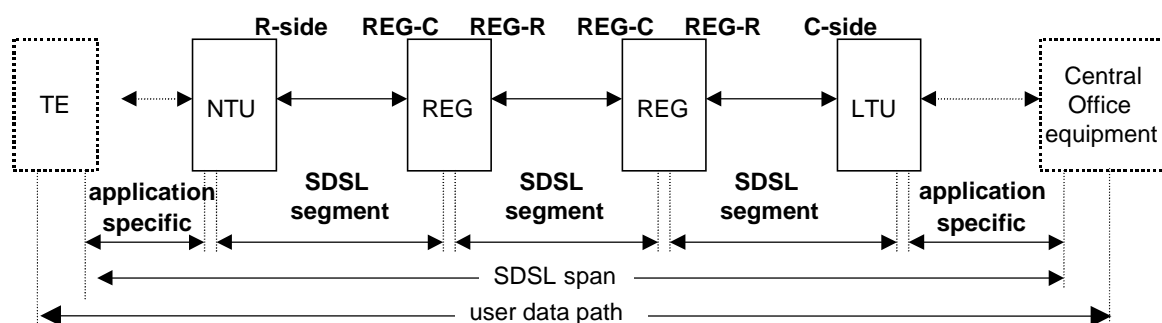 R-side REG-C REG-R REG-C REG-R C-side
TE
NTU
REG
REG
LTU
Central
Office
equipment
application
specific
SDSL
segment
SDSL
segment
SDSL
segment
application
specific
SDSL span
user data path